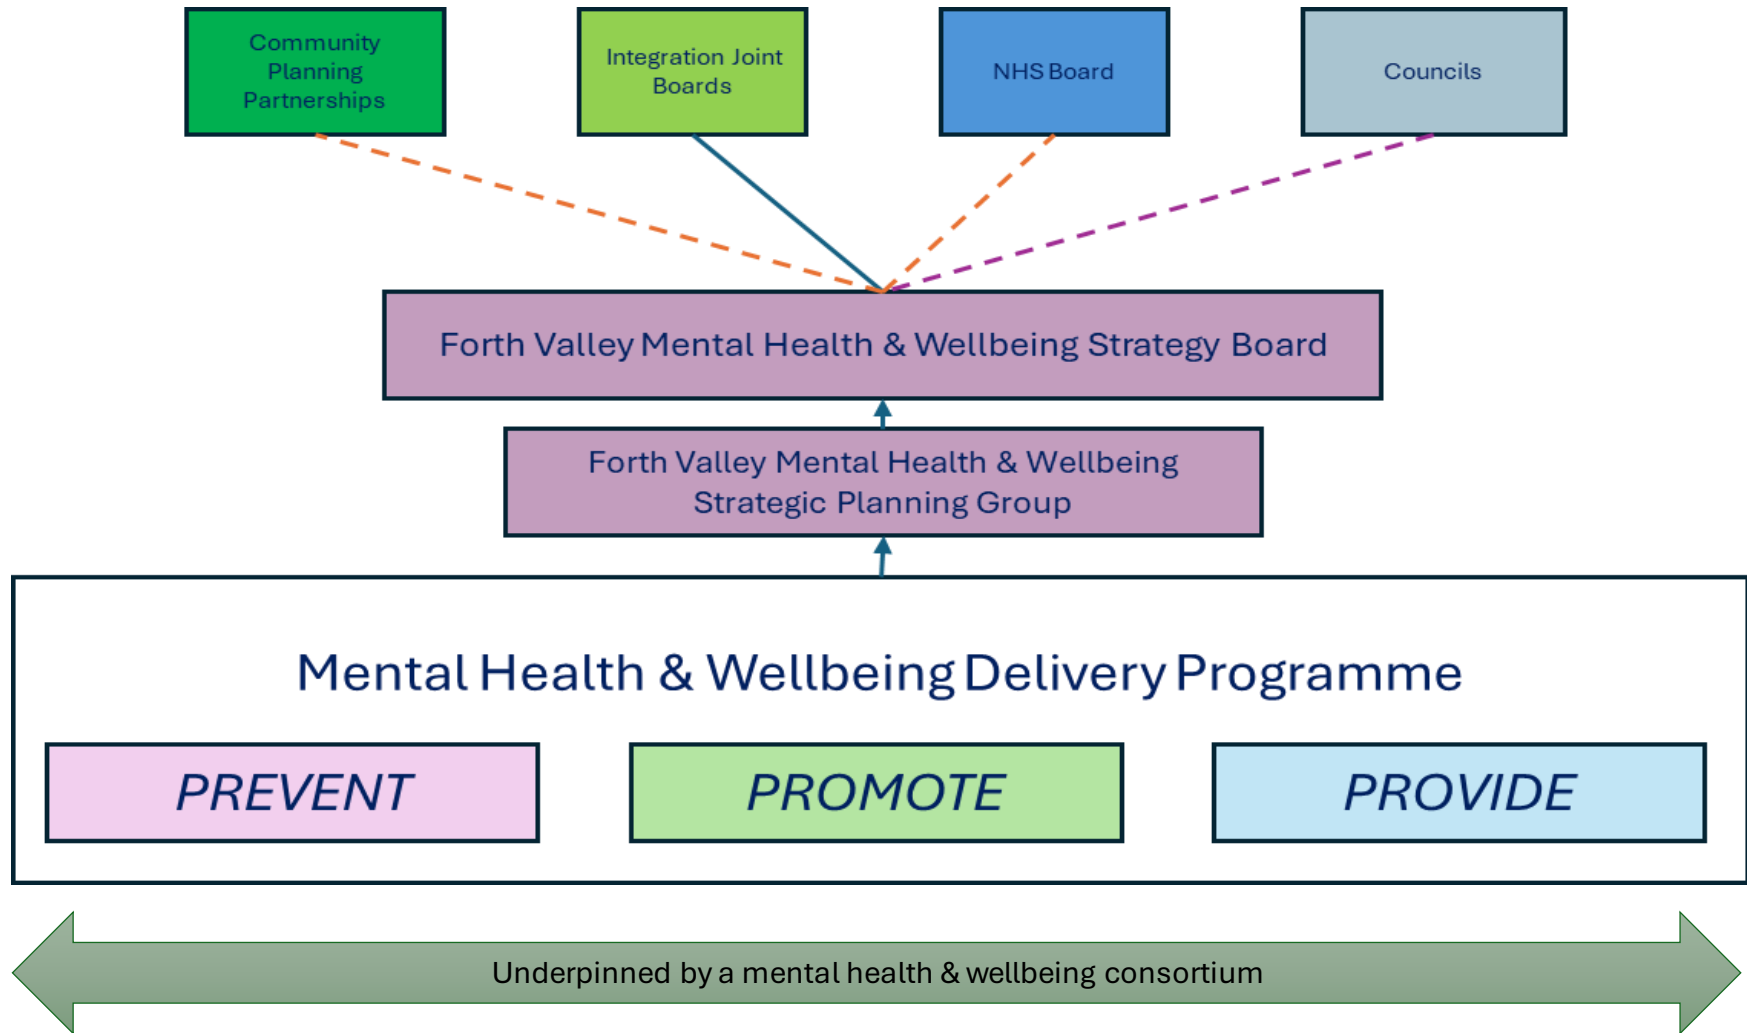 Community
Planning
Partnerships
Integration Joint
Boards
NHS Board
Councils
Forth Valley Mental Health & Wellbeing Strategy Board
Forth Valley Mental Health & Wellbeing
Strategic Planning Group
Mental Health & Wellbeing Delivery Programme
PREVENT
PROMOTE
PROVIDE
Underpinned by a mental health & wellbeing consortium